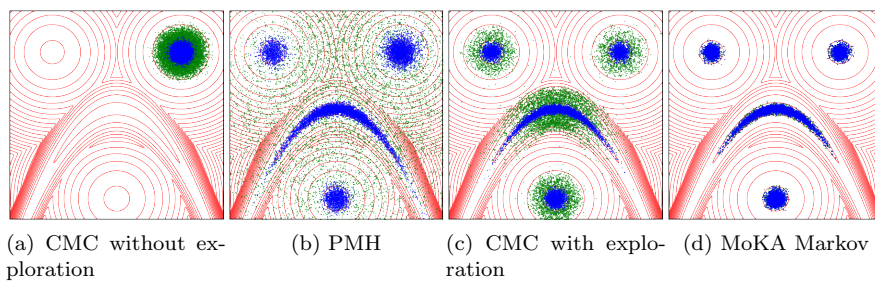 (a) CMC without ex-
ploration
(b) PMH
(c) CMC with explo-
ration
(d) MoKA Markov